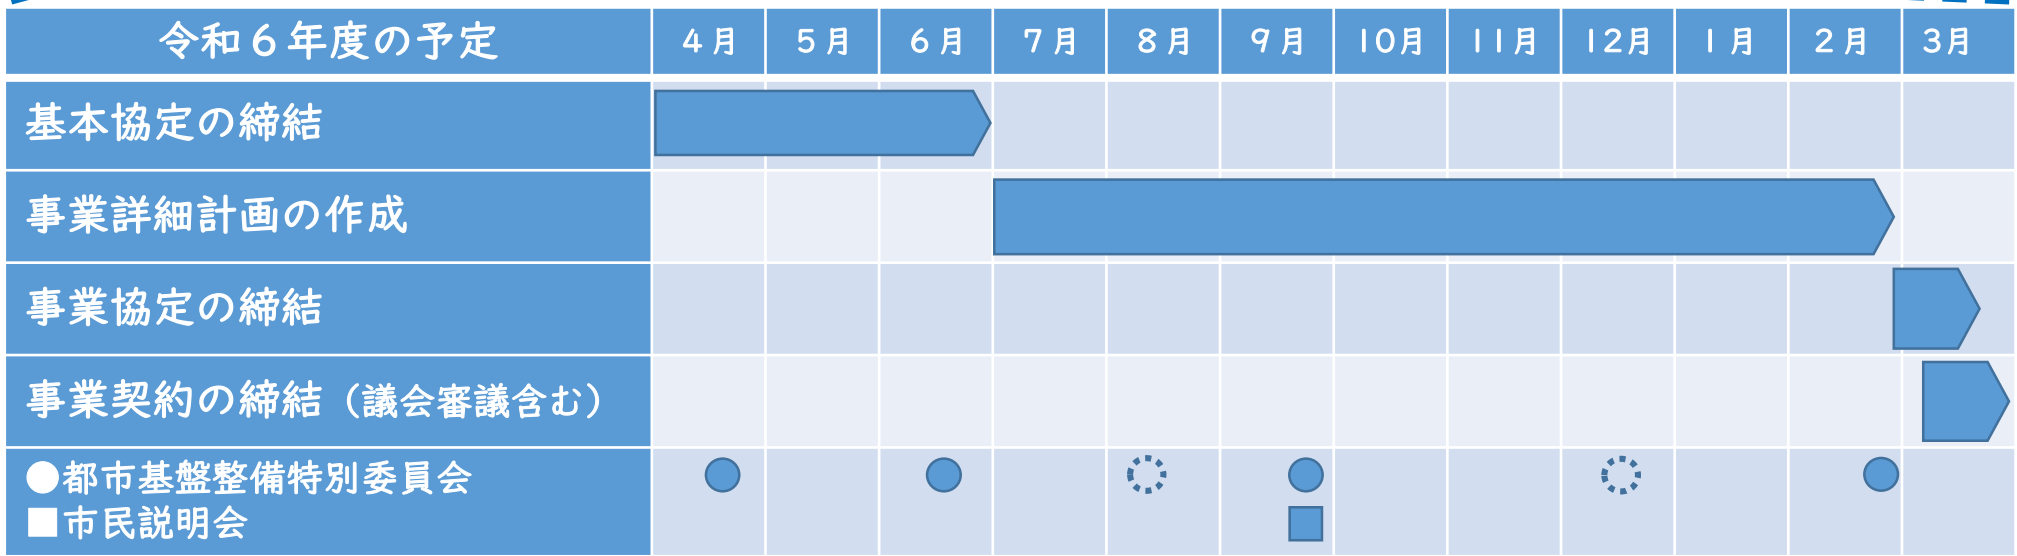 令和６年度の予定 ４月 ５月 ６月 ７月 ８月 ９月 10月 11月 12月 １月 ２月 3月
基本協定の締結
事業詳細計画の作成
事業協定の締結
事業契約の締結（議会審議含む）
●都市基盤整備特別委員会
■市民説明会